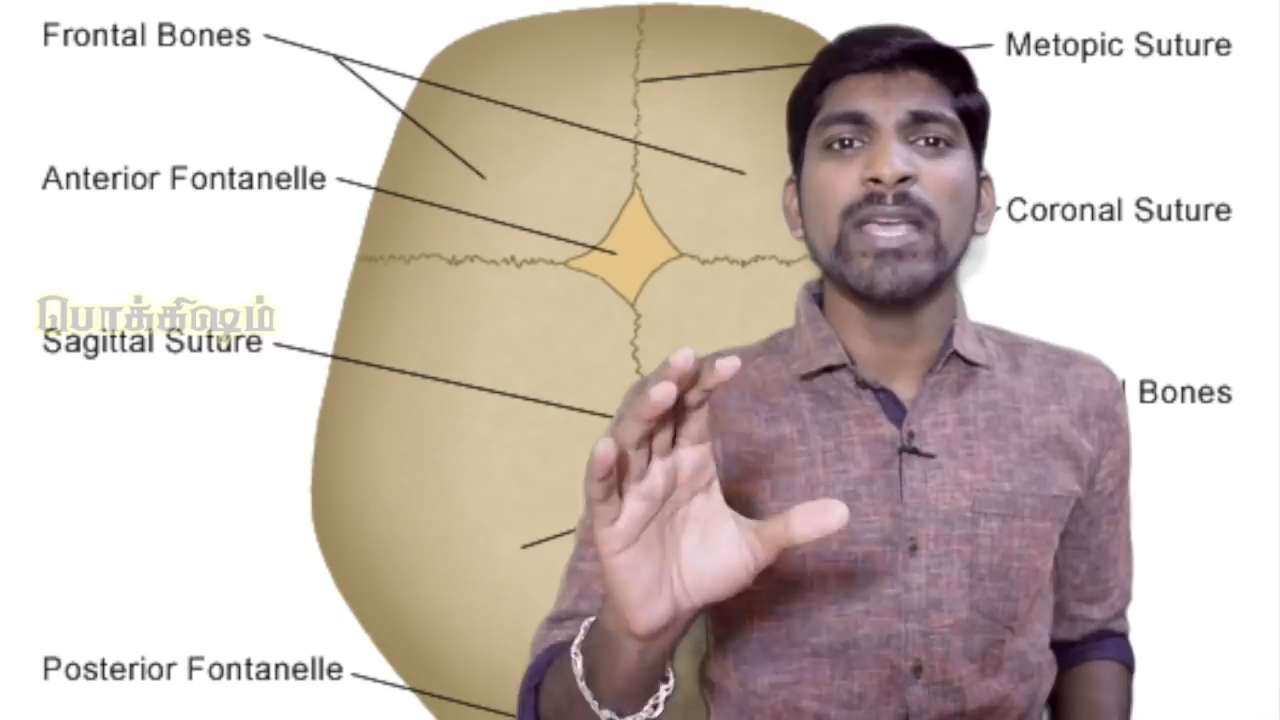 Frontal Bones
Metopic Suture
Anterior Fontanelle
Coronal Suture
பொக்கிஷம்
Sagittal Suture
Bones
Posterior Fontanelle